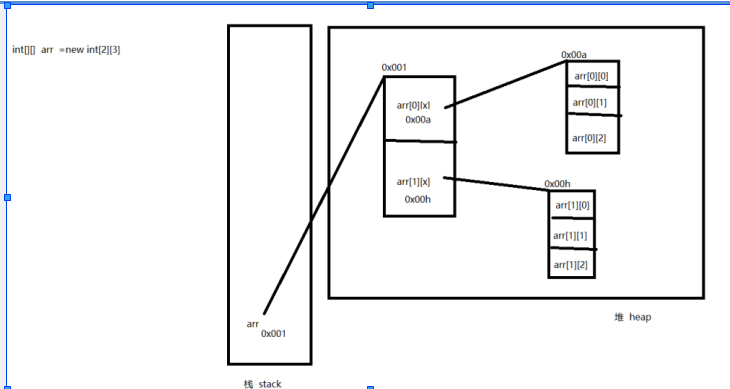 int[][]  arr  =new int[2][3]
0x001
arr[0][x]
0x00a
arr[1][x]
0x00h
0x00a
arr[0][0]
arr[0][1]
arr[0][2]
0x00h
arr[1][0]
arr[1][1]
arr[1][2]
arr
0x001
堆  heap
栈  stack